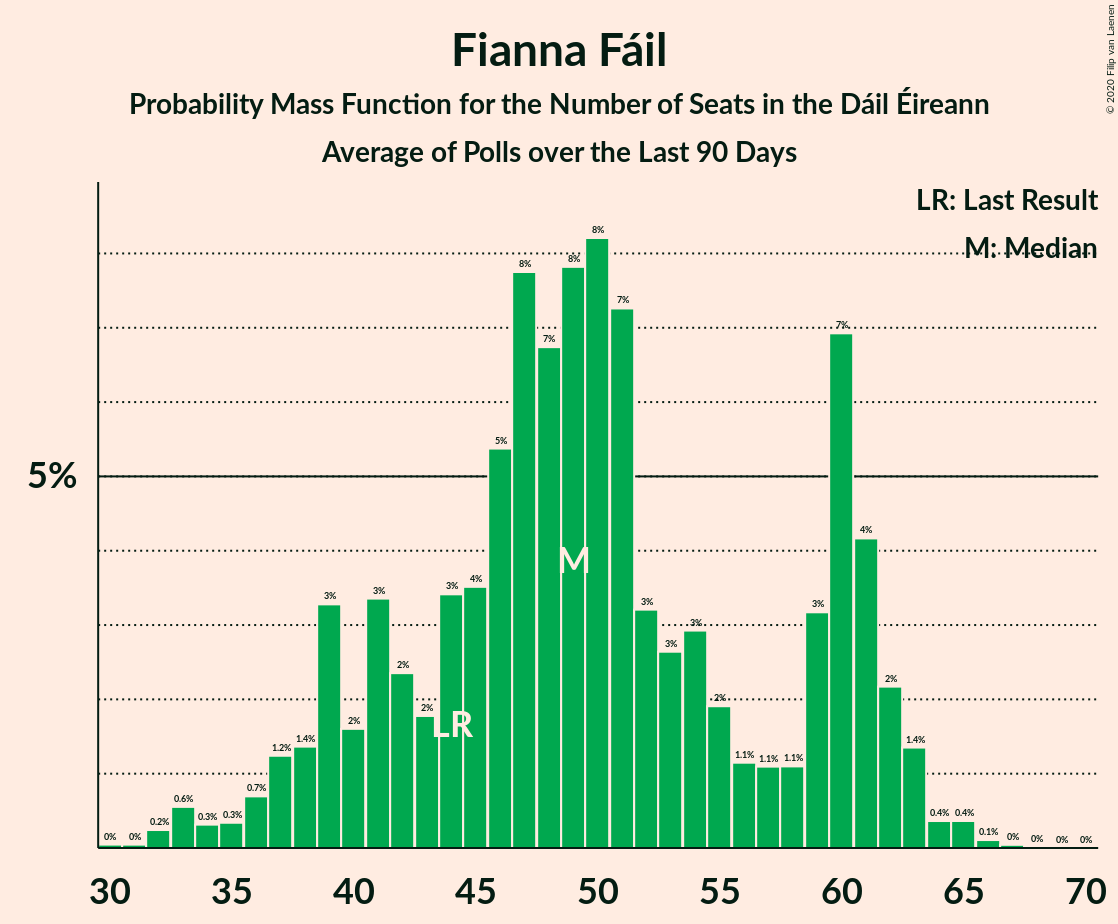 Fianna Fáil
Probability Mass Function for the Number of Seats in the Dáil Éireann
Average of Polls over the Last 90 Days
© 2020 Filip van Laenen
LR: Last Result
M: Median
5%
0% 0% 0.2% 0.6% 0.3% 0.3% 0.7% 1.2% 1.4% 3% 2% 3% 2% 2% 3% 4% 5% 8% 7% 8% 8% 7% 3% 3% 3% 2% 1.1% 1.1% 1.1% 3% 7% 4% 2% 1.4% 0.4% 0.4% 0.1% 0% 0% 0% 0%
M
LR
30 35 40 45 50 55 60 65 70